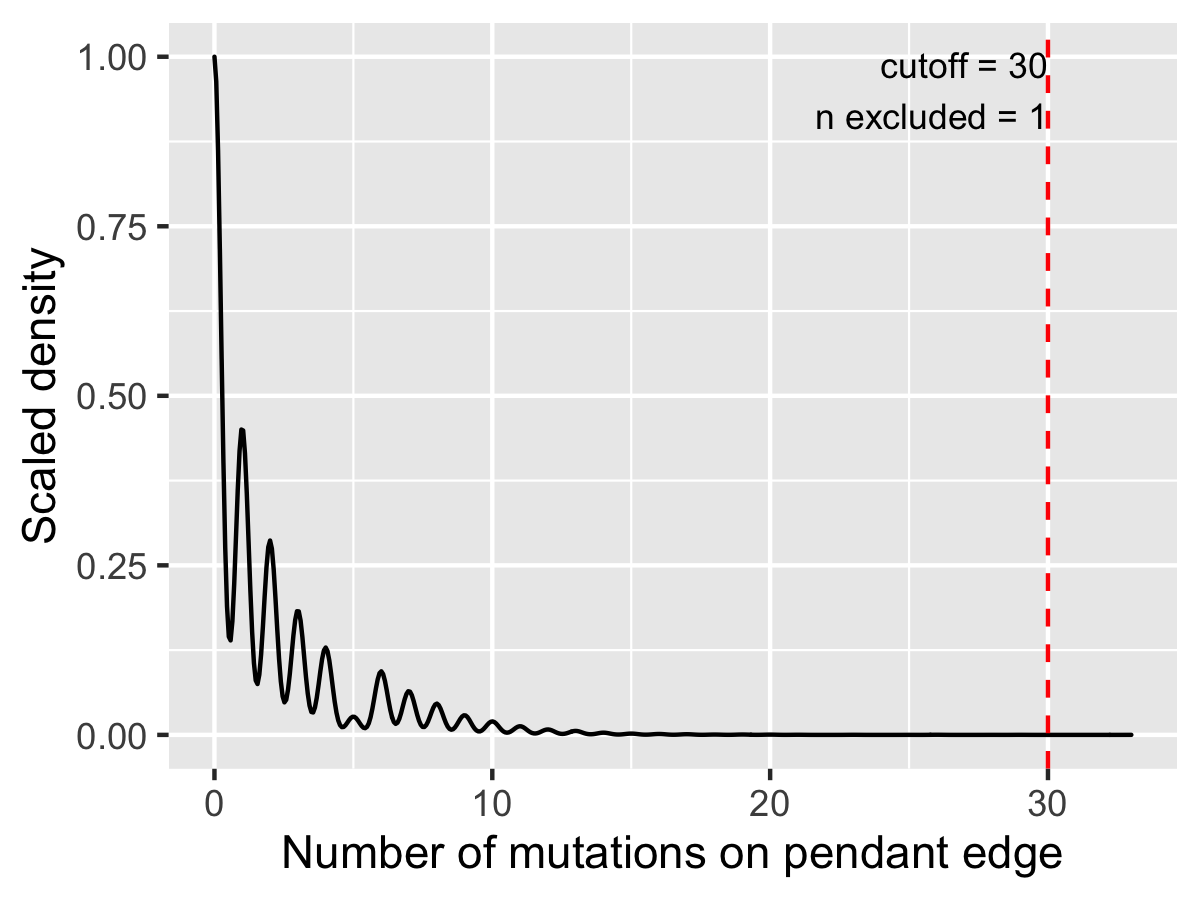 1.00
0.75
0.50
0.25
0.00
Scaled density
cutoff = 30
n excluded = 1
0 10 20 30
Number of mutations on pendant edge